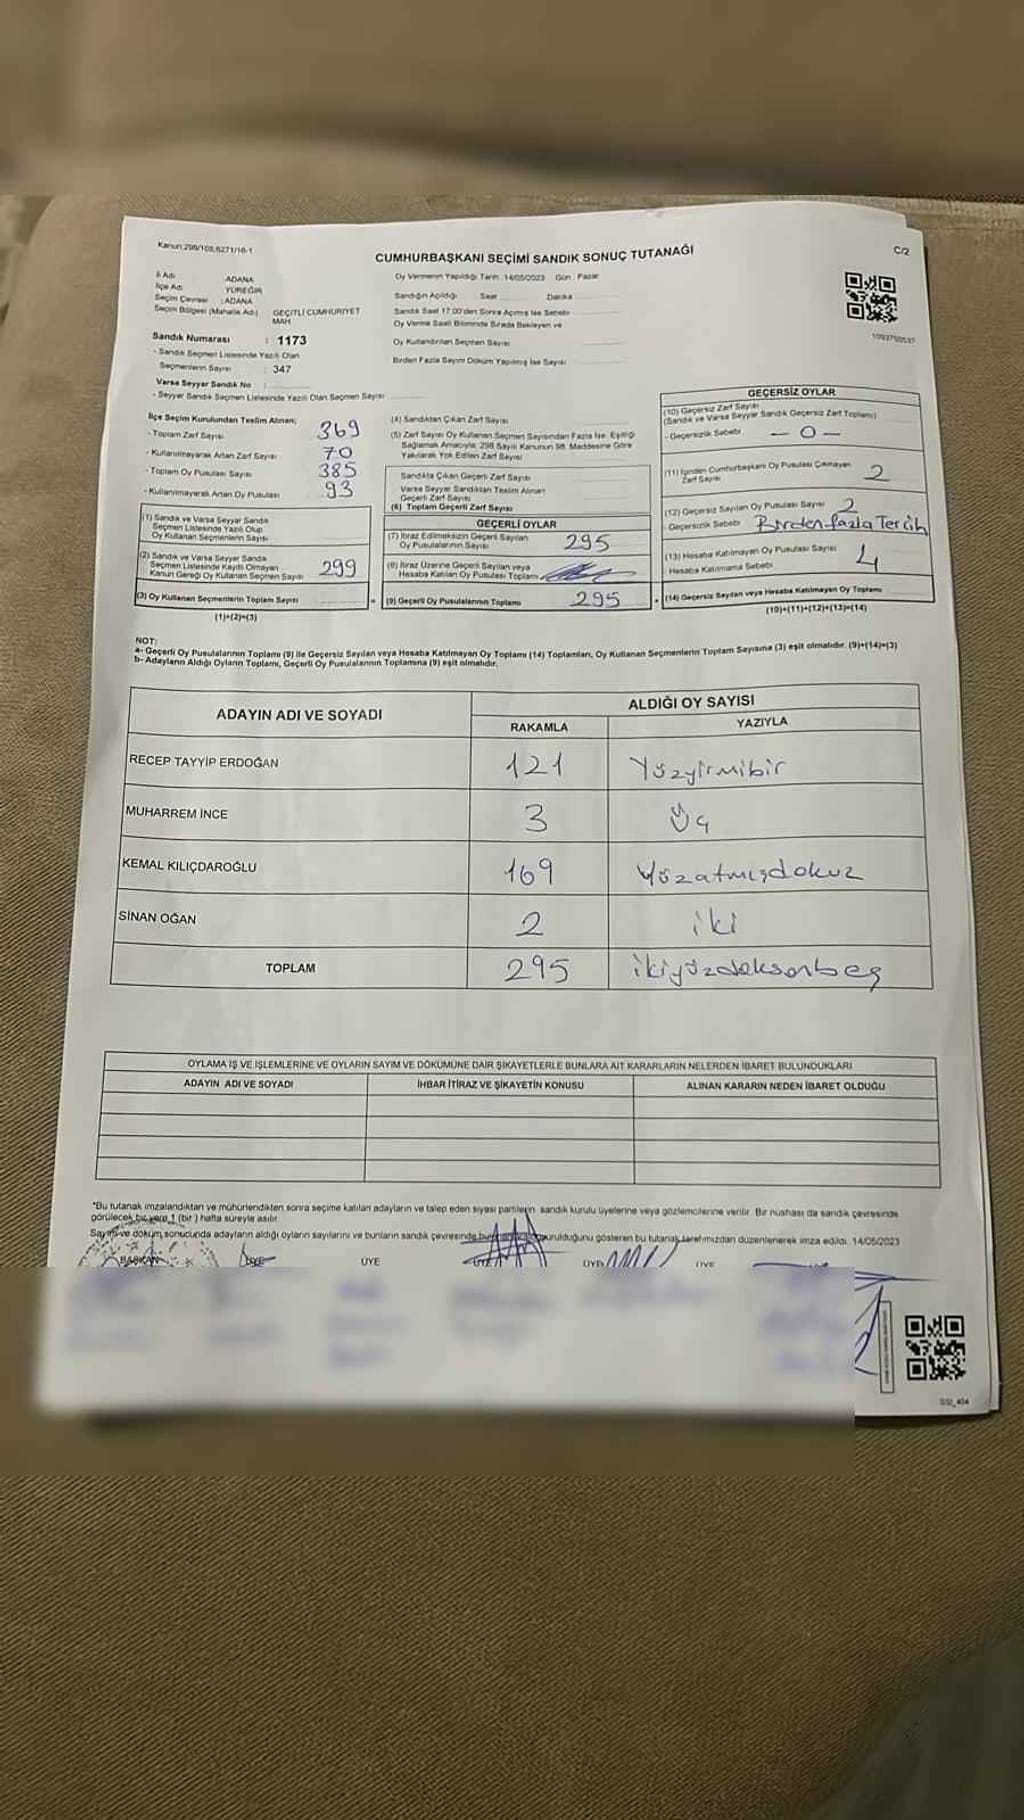 Kanun:298/105,6271/16-1
CUMHURBAŞKANI SEÇİMİ SANDIK SONUÇ TUTANAĞI
C/2
İl Adı : ADANA
İlçe Adı : YÜREĞİR
Seçim Çevresi : ADANA
Seçim Bölgesi (Mahalle Adı) : GEÇİTLİ CUMHURİYET MAH
Sandık Numarası : 1173
- Sandık Seçmen Listesinde Yazılı Olan
Seçmenlerin Sayısı : 347
Varsa Seyyar Sandık No :
- Seyyar Sandık Seçmen Listesinde Yazılı Olan Seçmen Sayısı
Oy Vermenin Yapıldığı Tarih : 14/05/2023 Gün : Pazar
Sandığın Açıldığı Saat Dakika
Sandık Saat 17:00'den Sonra Açılmış İse Sebebi
Oy Verme Saati Bitiminde Sırada Bekleyen ve
Oy Kullandırılan Seçmen Sayısı
Birden Fazla Sayım Döküm Yapılmış İse Sayısı
İlçe Seçim Kurulundan Teslim Alınan;
- Toplam Zarf Sayısı 369
- Kullanılmayarak Artan Zarf Sayısı 70
- Toplam Oy Pusulası Sayısı 385
- Kullanılmayarak Artan Oy Pusulası 93
(1) Sandık ve Varsa Seyyar Sandık
Seçmen Listesinde Yazılı Olup
Oy Kullanan Seçmenlerin Sayısı
(2) Sandık ve Varsa Seyyar Sandık
Seçmen Listesinde Kayıtlı Olmayan
Kanun Gereği Oy Kullanan Seçmen Sayısı 299
(3) Oy Kullanan Seçmenlerin Toplam Sayısı
(1)+(2)=(3)
(4) Sandıktan Çıkan Zarf Sayısı
(5) Zarf Sayısı Oy Kullanan Seçmen Sayısından Fazla İse, Eşitliği
Sağlamak Amacıyla; 298 Sayılı Kanunun 98. Maddesine Göre
Yakılarak Yok Edilen Zarf Sayısı
Sandıkta Çıkan Geçerli Zarf Sayısı
Varsa Seyyar Sandıktan Teslim Alınan
Geçerli Zarf Sayısı
(6) Toplam Geçerli Zarf Sayısı
GEÇERLİ OYLAR
(7) İtiraz Edilmeksizin Geçerli Sayılan
Oy Pusulalarının Sayısı 295
(8) İtiraz Üzerine Geçerli Sayılan veya
Hesaba Katılan Oy Pusulası Toplamı
(9) Geçerli Oy Pusulalarının Toplamı 295
GEÇERSİZ OYLAR
(10) Geçersiz Zarf Sayısı
(Sandık ve Varsa Seyyar Sandık Geçersiz Zarf Toplamı)
- Geçersizlik Sebebi — 0 —
(11) İçinden Cumhurbaşkanı Oy Pusulası Çıkmayan
Zarf Sayısı 2
(12) Geçersiz Sayılan Oy Pusulası Sayısı 2
Geçersizlik Sebebi Birden fazla Tercih
(13) Hesaba Katılmayan Oy Pusulası Sayısı 4
Hesaba Katılmama Sebebi
(14) Geçersiz Sayılan veya Hesaba Katılmayan Oy Toplamı
(10)+(11)+(12)+(13)=(14)
NOT:
a- Geçerli Oy Pusulalarının Toplamı (9) ile Geçersiz Sayılan veya Hesaba Katılmayan Oy Toplamı (14) Toplamları, Oy Kullanan Seçmenlerin Toplam Sayısına (3) eşit olmalıdır. (9)+(14)=(3)
b- Adayların Aldığı Oyların Toplamı, Geçerli Oy Pusulalarının Toplamına (9) eşit olmalıdır.
ADAYIN ADI VE SOYADI
ALDIĞI OY SAYISI
RAKAMLA YAZIYLA
RECEP TAYYİP ERDOĞAN 121 Yüzyirmibir
MUHARREM İNCE 3 Üç
KEMAL KILIÇDAROĞLU 169 Yüzatmışdokuz
SİNAN OĞAN 2 iki
TOPLAM 295 ikiyüzdoksanbeş
OYLAMA İŞ VE İŞLEMLERİNE VE OYLARIN SAYIM VE DÖKÜMÜNE DAİR ŞİKAYETLERLE BUNLARA AİT KARARLARIN NELERDEN İBARET BULUNDUKLARI
ADAYIN ADI VE SOYADI İHBAR İTİRAZ VE ŞİKAYETİN KONUSU ALINAN KARARIN NEDEN İBARET OLDUĞU
*Bu tutanak imzalandıktan ve mühürlendikten sonra seçime katılan adayların ve talep eden siyasi partilerin sandık kurulu üyelerine veya gözlemcilerine verilir. Bir nüshası da sandık çevresinde
görülecek bir yere 1 (bir ) hafta süreyle asılır.
Sayım ve döküm sonucunda adayların aldığı oyların sayılarını ve bunların sandık çevresinde gösteren bu tutanak tarafımızdan düzenlenerek imza edildi. 14/05/2023
BAŞKAN ÜYE ÜYE ÜYE ÜYE ÜYE